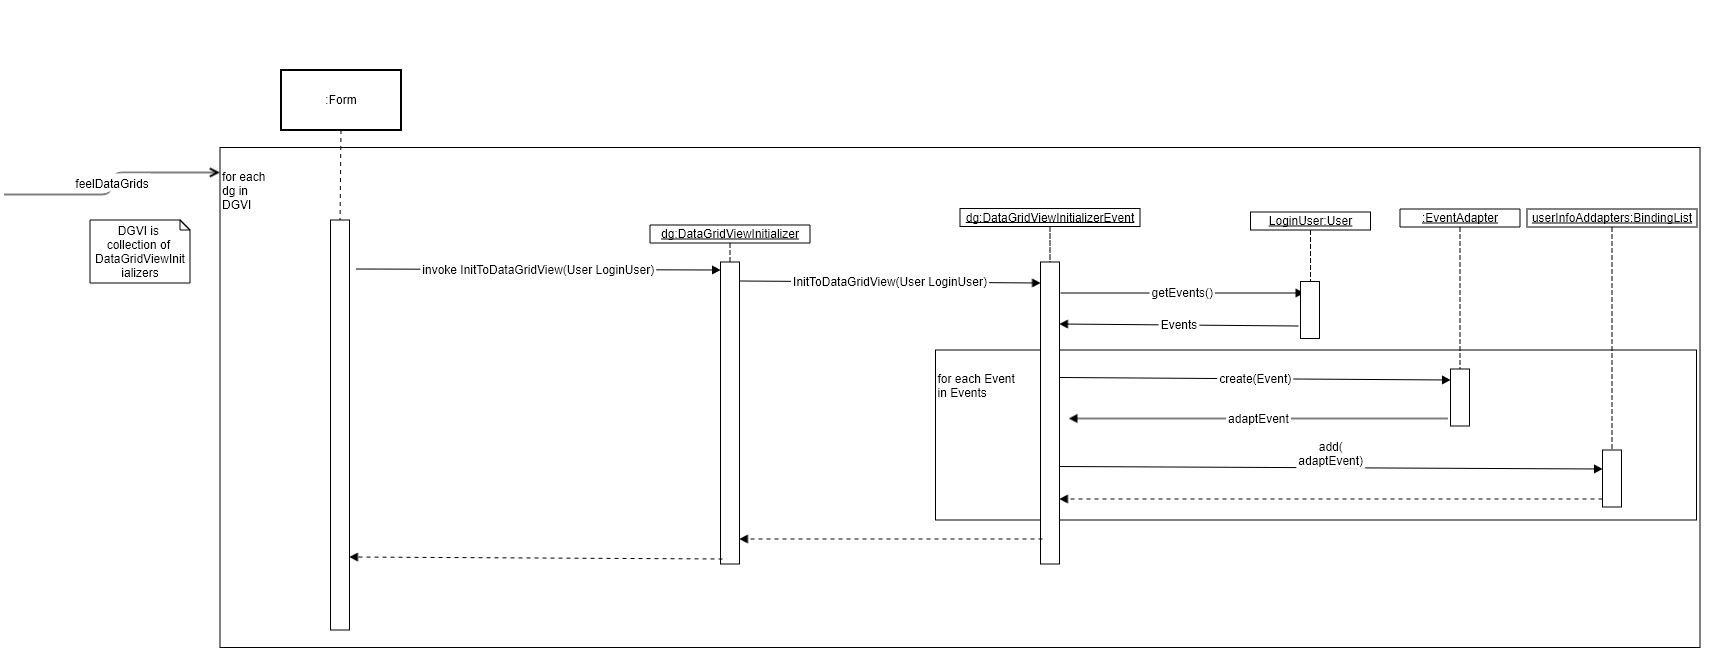 :Form
feelDataGrids
for each
dg in
DGVI
DGVI is
collection of
DataGridViewInit
ializers
dg:DataGridViewInitializer
dg:DataGridViewInitializerEvent
LoginUser:User
:EventAdapter
userInfoAddapters:BindingList
invoke InitToDataGridView(User LoginUser)
InitToDataGridView(User LoginUser)
getEvents()
Events
for each Event
in Events
create(Event)
adaptEvent
add(
adaptEvent)